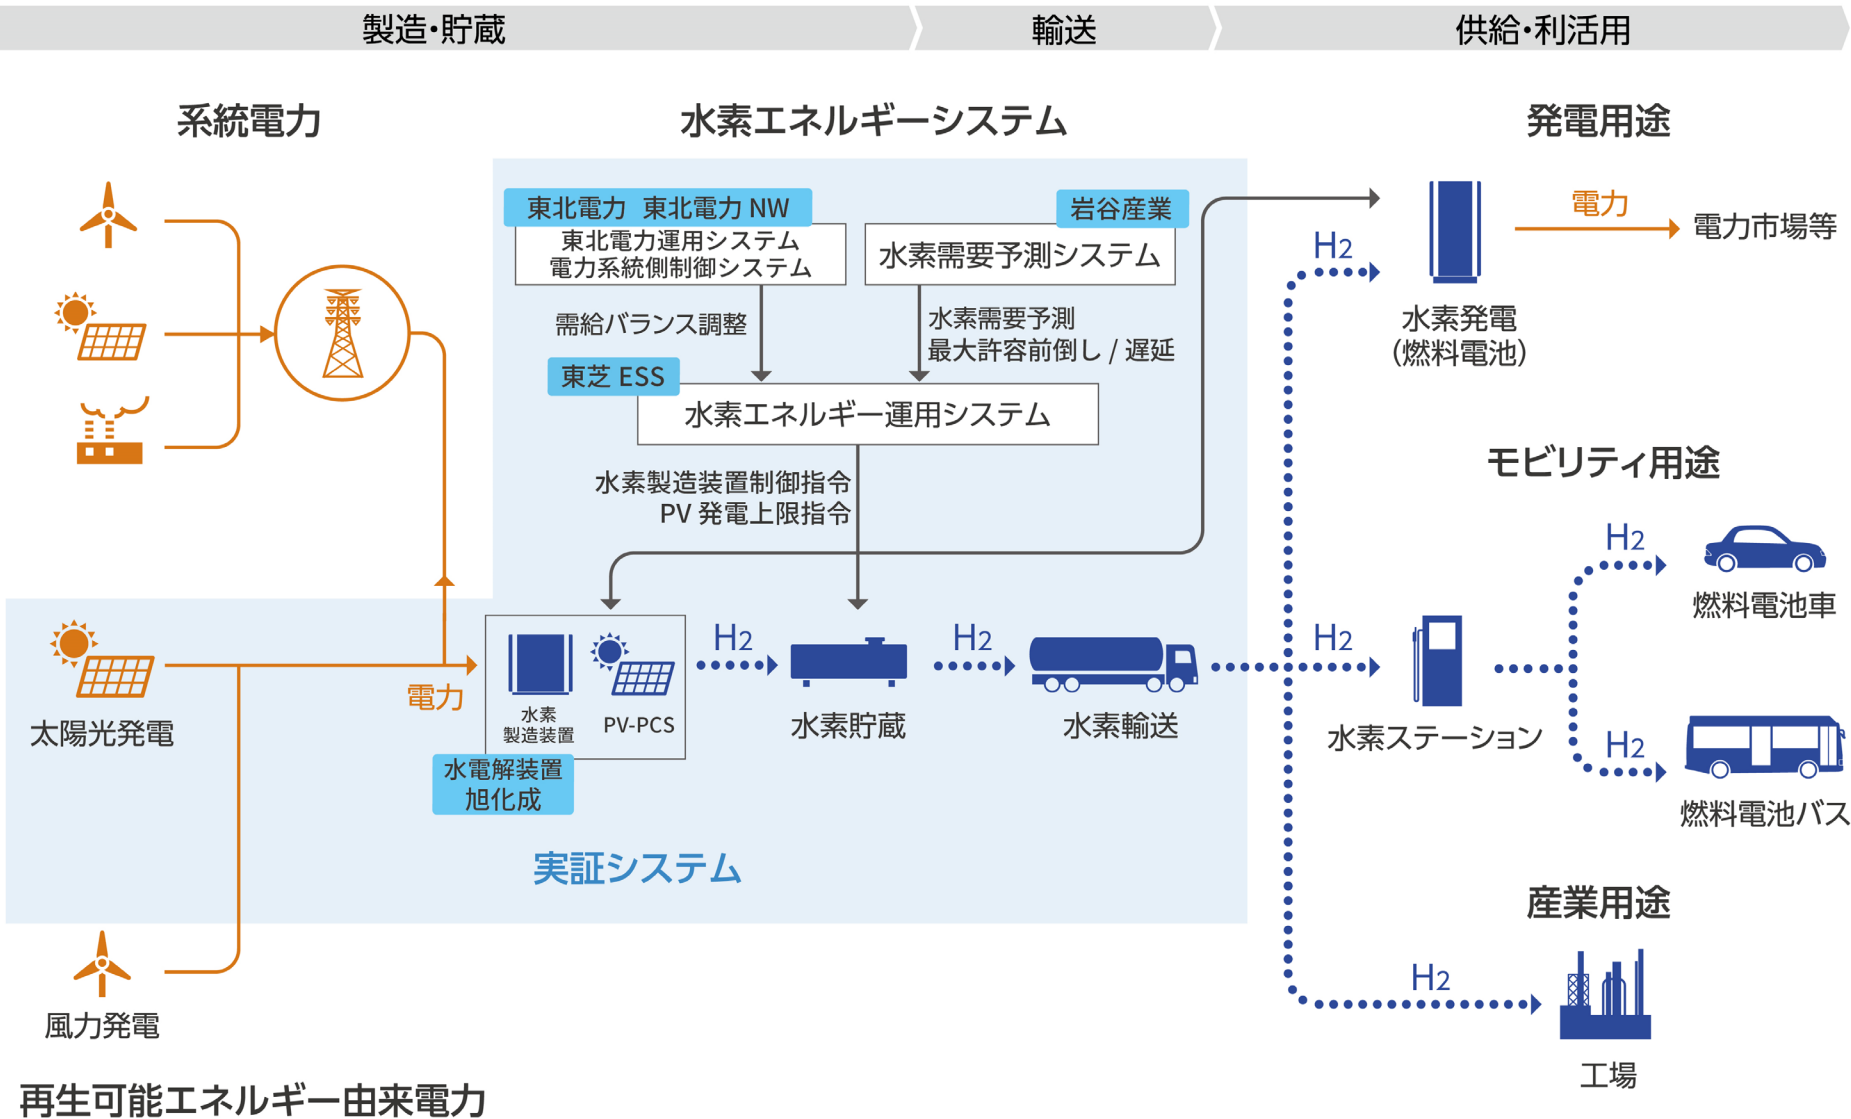 製造・貯蔵
輸送
供給・利活用
系統電力
水素エネルギーシステム
発電用途
東北電力 東北電力 NW
東北電力運用システム
電力系統側制御システム
岩谷産業
水素需要予測システム
需給バランス調整
水素需要予測
最大許容前倒し / 遅延
東芝 ESS
水素エネルギー運用システム
水素製造装置制御指令
PV 発電上限指令
H2
電力
電力市場等
水素発電
(燃料電池)
モビリティ用途
H2
燃料電池車
太陽光発電
電力
水素
製造装置
PV-PCS
水電解装置
旭化成
H2
水素貯蔵
H2
水素輸送
H2
水素ステーション
H2
燃料電池バス
実証システム
産業用途
H2
工場
風力発電
再生可能エネルギー由来電力